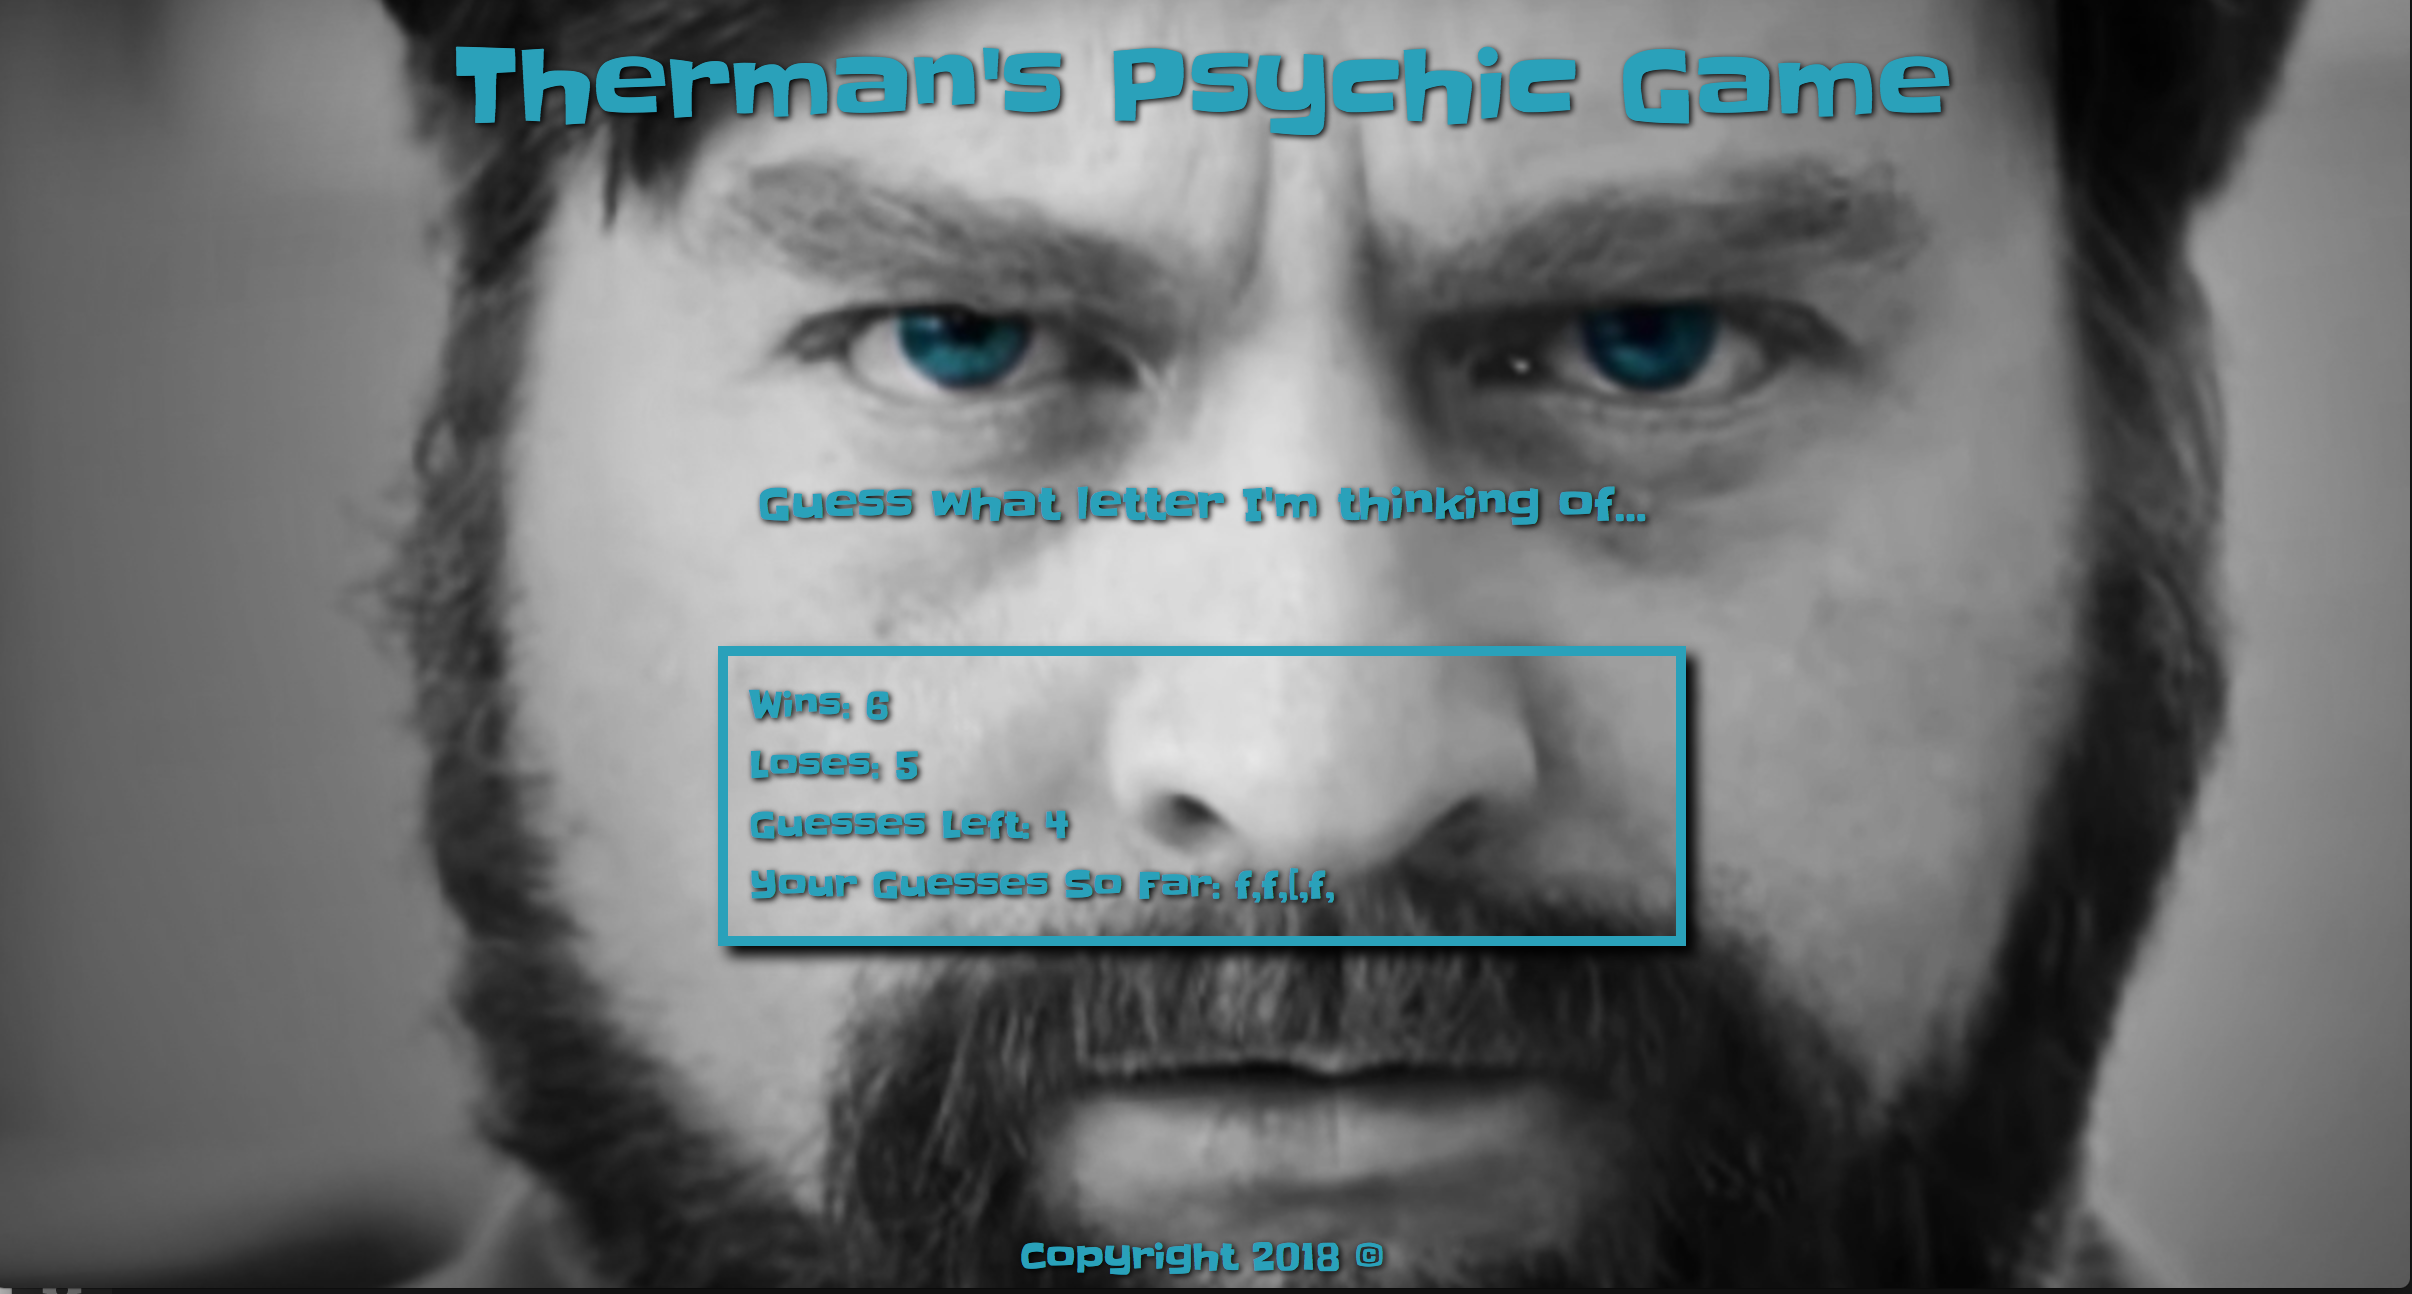 Therman's Psychic Game
Guess what letter I'm thinking of...
Wins: 6
Loses: 5
Guesses Left: 4
Your Guesses So Far: f,f,[,f,
Copyright 2018 ©